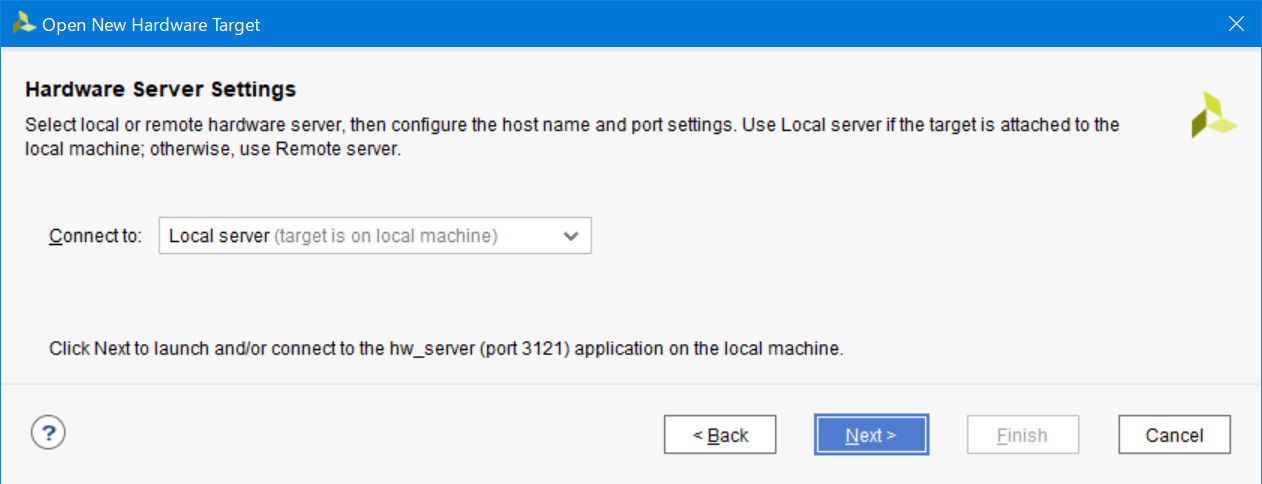 Open New Hardware Target
Hardware Server Settings
Select local or remote hardware server, then configure the host name and port settings. Use Local server if the target is attached to the
local machine; otherwise, use Remote server.
Connect to: Local server (target is on local machine)
Click Next to launch and/or connect to the hw_server (port 3121) application on the local machine.
? < Back Next > Finish Cancel